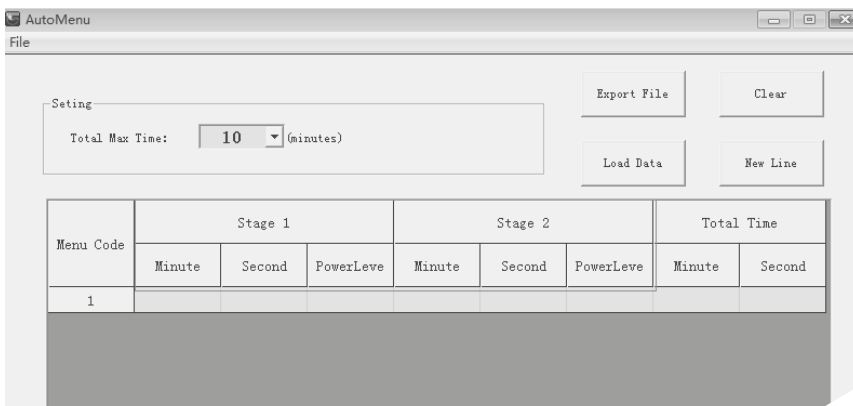 AutoMenu
File
Seting
Total Max Time: 10 (minutes)
Export File
Clear
Load Data
New Line
Menu Code
Stage 1
Stage 2
Total Time
Minute Second PowerLeve Minute Second PowerLeve Minute Second
1